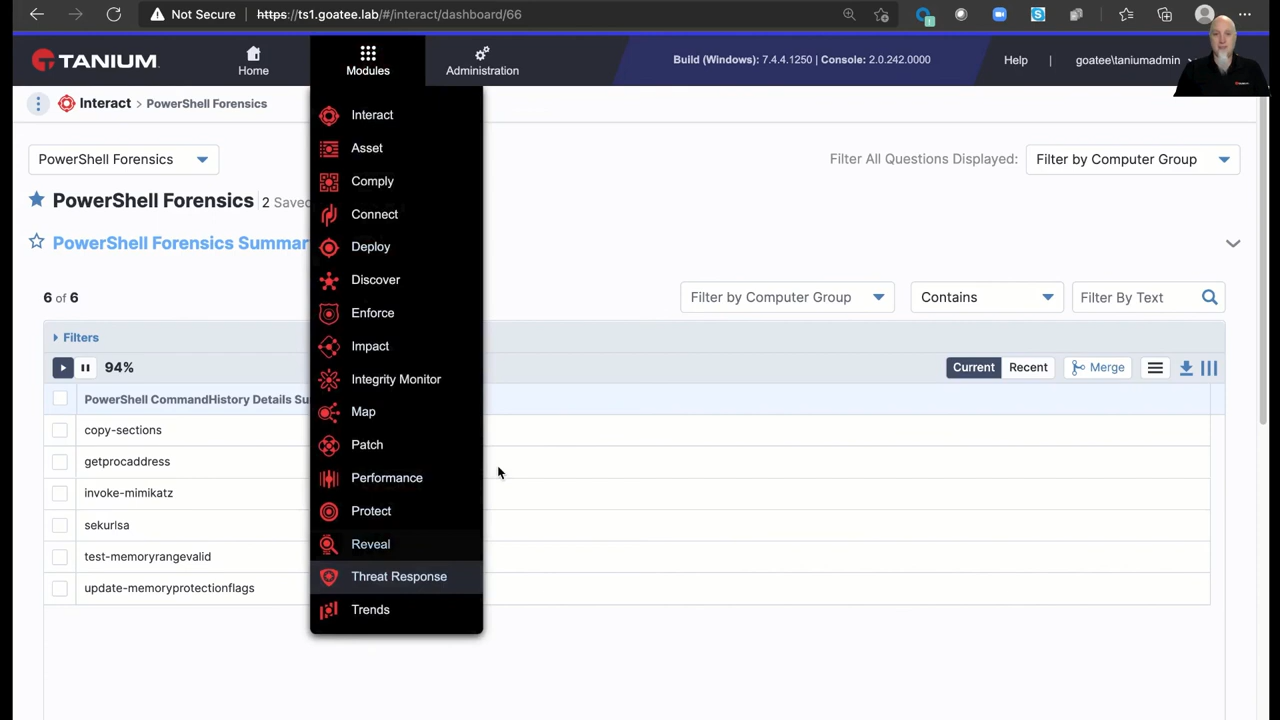 Not Secure https://ts1.goatee.lab/#/interact/dashboard/66
TANIUM
Home
Modules
Administration
Build (Windows): 7.4.4.1250 | Console: 2.0.242.0000
Help | goatee\taniumadmin
Interact > PowerShell Forensics
PowerShell Forensics
Filter All Questions Displayed: Filter by Computer Group
PowerShell Forensics 2 Saved
PowerShell Forensics Summar
6 of 6
Filter by Computer Group
Contains
Filter By Text
Filters
94%
Current Recent Merge
PowerShell CommandHistory Details Su
copy-sections
getprocaddress
invoke-mimikatz
sekurlsa
test-memoryrangevalid
update-memoryprotectionflags
Interact
Asset
Comply
Connect
Deploy
Discover
Enforce
Impact
Integrity Monitor
Map
Patch
Performance
Protect
Reveal
Threat Response
Trends